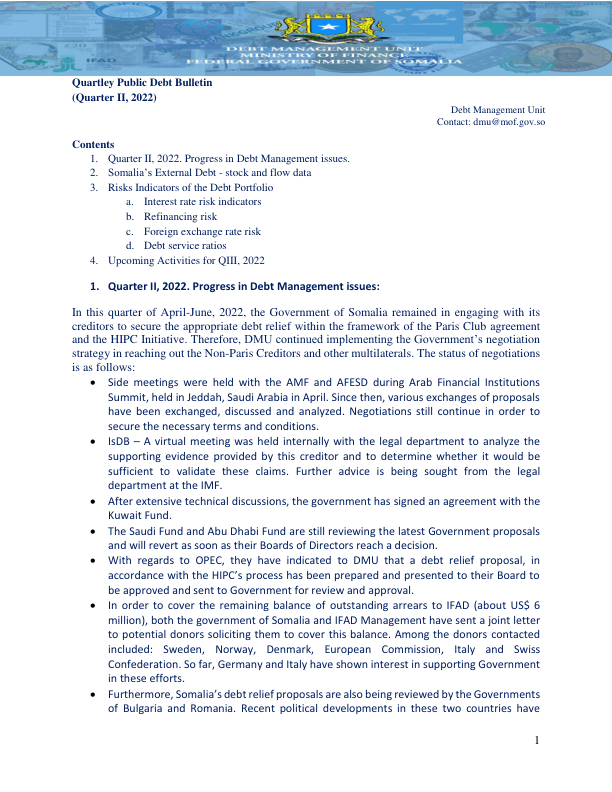 DEBT MANAGEMENT UNIT
MINISTRY OF FINANCE
FEDERAL GOVERNMENT OF SOMALIA
IFAD
Quartley Public Debt Bulletin
(Quarter II, 2022)
Debt Management Unit
Contact: dmu@mof.gov.so
Contents
1. Quarter II, 2022. Progress in Debt Management issues.
2. Somalia's External Debt - stock and flow data
3. Risks Indicators of the Debt Portfolio
a. Interest rate risk indicators
b. Refinancing risk
c. Foreign exchange rate risk
d. Debt service ratios
4. Upcoming Activities for QIII, 2022
1. Quarter II, 2022. Progress in Debt Management issues:
In this quarter of April-June, 2022, the Government of Somalia remained in engaging with its
creditors to secure the appropriate debt relief within the framework of the Paris Club agreement
and the HIPC Initiative. Therefore, DMU continued implementing the Government's negotiation
strategy in reaching out the Non-Paris Creditors and other multilaterals. The status of negotiations
is as follows:
• Side meetings were held with the AMF and AFESD during Arab Financial Institutions
Summit, held in Jeddah, Saudi Arabia in April. Since then, various exchanges of proposals
have been exchanged, discussed and analyzed. Negotiations still continue in order to
secure the necessary terms and conditions.
• IsDB – A virtual meeting was held internally with the legal department to analyze the
supporting evidence provided by this creditor and to determine whether it would be
sufficient to validate these claims. Further advice is being sought from the legal
department at the IMF.
• After extensive technical discussions, the government has signed an agreement with the
Kuwait Fund.
• The Saudi Fund and Abu Dhabi Fund are still reviewing the latest Government proposals
and will revert as soon as their Boards of Directors reach a decision.
• With regards to OPEC, they have indicated to DMU that a debt relief proposal, in
accordance with the HIPC's process has been prepared and presented to their Board to
be approved and sent to Government for review and approval.
• In order to cover the remaining balance of outstanding arrears to IFAD (about US$ 6
million), both the government of Somalia and IFAD Management have sent a joint letter
to potential donors soliciting them to cover this balance. Among the donors contacted
included: Sweden, Norway, Denmark, European Commission, Italy and Swiss
Confederation. So far, Germany and Italy have shown interest in supporting Government
in these efforts.
• Furthermore, Somalia's debt relief proposals are also being reviewed by the Governments
of Bulgaria and Romania. Recent political developments in these two countries have
1